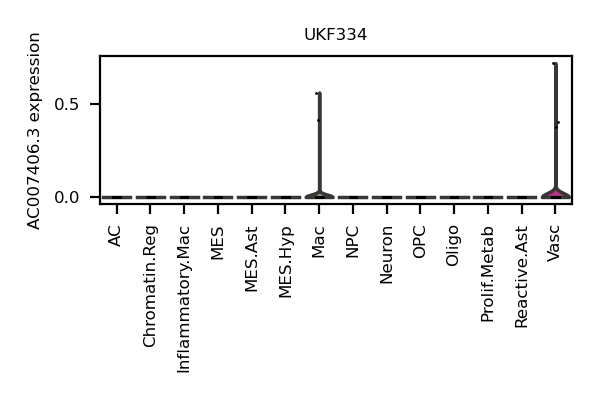 UKF334
AC007406.3 expression
0.5
0.0
AC
Chromatin.Reg
Inflammatory.Mac
MES
MES.Ast
MES.Hyp
Mac
NPC
Neuron
OPC
Oligo
Prolif.Metab
Reactive.Ast
Vasc